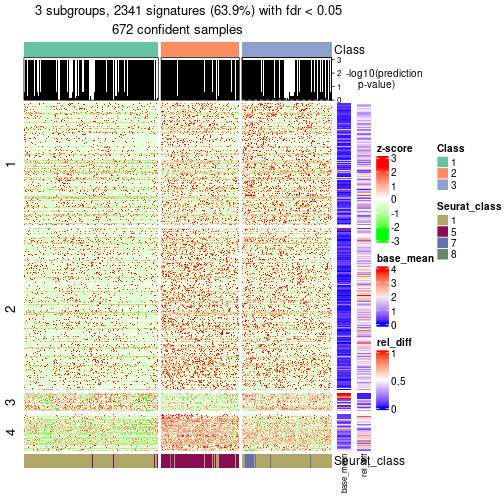 3 subgroups, 2341 signatures (63.9%) with fdr < 0.05
672 confident samples
Class
3
2
1
0
-log10(prediction
p-value)
1
2
3
4
z-score
3
2
1
0
-1
-2
-3
base_mean
4
3
2
1
0
rel_diff
1
0.5
0
Class
1
2
3
Seurat_class
1
5
7
8
Seurat_class
base_mean
rel_diff